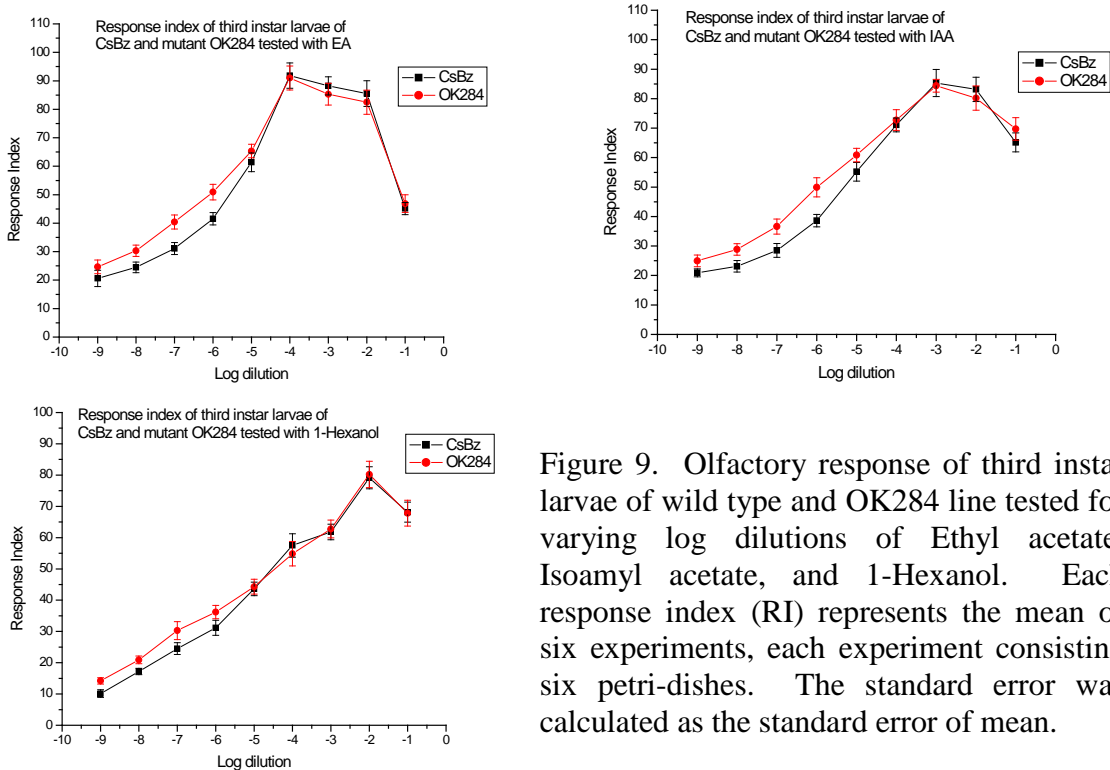 Response index of third instar larvae of
CsBz and mutant OK284 tested with EA
CsBz
OK284
110
100
90
80
70
60
50
40
30
20
10
0
Response Index
-10 -9 -8 -7 -6 -5 -4 -3 -2 -1 0
Log dilution
Response index of third instar larvae of
CsBz and mutant OK284 tested with IAA
CsBz
OK284
110
100
90
80
70
60
50
40
30
20
10
0
Response Index
-10 -9 -8 -7 -6 -5 -4 -3 -2 -1 0
Log dilution
Response index of third instar larvae of
CsBz and mutant OK284 tested with 1-Hexanol
CsBz
OK284
100
90
80
70
60
50
40
30
20
10
0
Response Index
-10 -9 -8 -7 -6 -5 -4 -3 -2 -1 0
Log dilution
Figure 9. Olfactory response of third insta
larvae of wild type and OK284 line tested fo
varying log dilutions of Ethyl acetate
Isoamyl acetate, and 1-Hexanol. Each
response index (RI) represents the mean o
six experiments, each experiment consistin
six petri-dishes. The standard error wa
calculated as the standard error of mean.